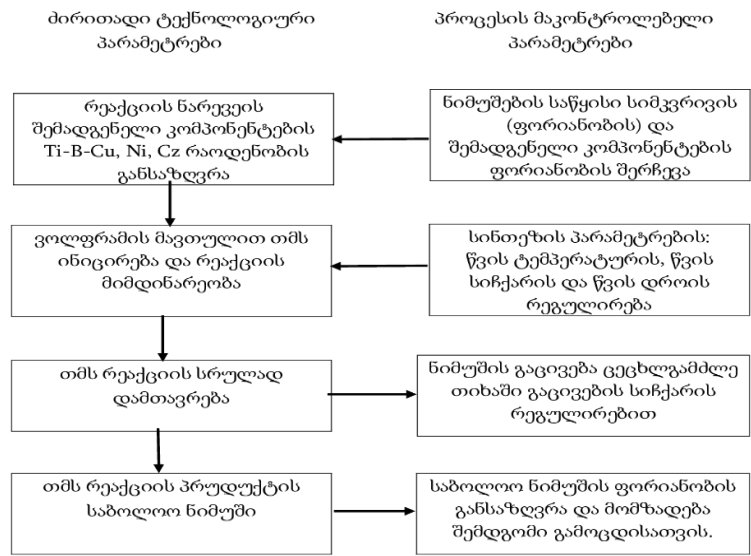 ძირითადი ტექნოლოგიური
პარამეტრები
პროცესის მაკონტროლებელი
პარამეტრები
რეაქციის ნარევეის
შემადგენელი კომპონენტების
Ti-B-Cu, Ni, Cz რაოდენობის
განსაზღვრა
ნიმუშების საწყისი სიმკვრივის
(ფორიანობის) და
შემადგენელი კომპონენტების
ფორიანობის შერჩევა
ვოლფრამის მავთულით თმს
ინიცირება და რეაქციის
მიმდინარეობა
სინთეზის პარამეტრების:
წვის ტემპერატურის, წვის
სიჩქარის და წვის დროის
რეგულირება
თმს რეაქციის სრულად
დამთავრება
ნიმუშის გაცივება ცეცხლგამძლე
თიხაში გაცივების სიჩქარის
რეგულირებით
თმს რეაქციის პრუდუქტის
საბოლოო ნიმუში
საბოლოო ნიმუშის ფორიანობის
განსაზღვრა და მომზადება
შემდგომი გამოცდისათვის.